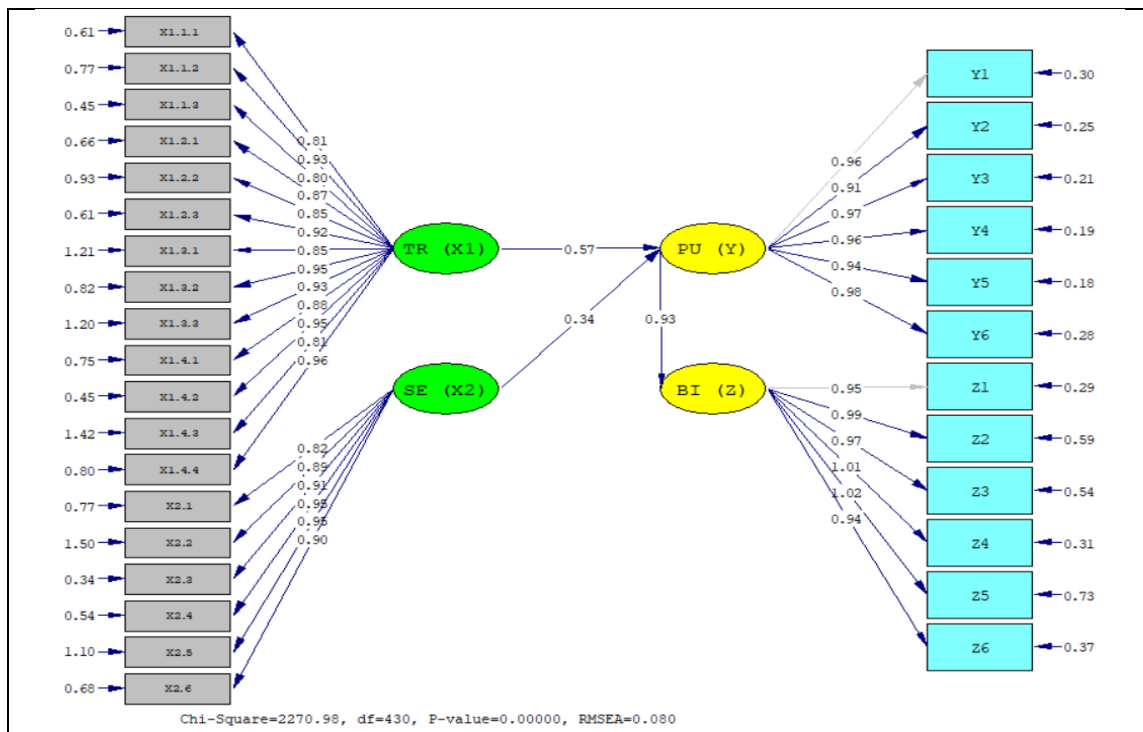 0.61 X1.1.1
0.77 X1.1.2
0.45 X1.1.3
0.66 X1.2.1
0.93 X1.2.2
0.61 X1.2.3
1.21 X1.3.1
0.82 X1.3.2
1.20 X1.3.3
0.75 X1.4.1
0.45 X1.4.2
1.42 X1.4.3
0.80 X1.4.4
0.77 X2.1
1.50 X2.2
0.34 X2.3
0.54 X2.4
1.10 X2.5
0.68 X2.6
0.81
0.93
0.80
0.87
0.85
0.92
0.85
0.95
0.93
0.88
0.95
0.81
0.96
0.82
0.89
0.91
0.95
0.95
0.90
TR (X1)
SE (X2)
0.57
0.34
0.93
PU (Y)
BI (Z)
0.96
0.91
0.97
0.96
0.94
0.98
0.95
0.99
0.97
1.01
1.02
0.94
Y1 0.30
Y2 0.25
Y3 0.21
Y4 0.19
Y5 0.18
Y6 0.28
Z1 0.29
Z2 0.59
Z3 0.54
Z4 0.31
Z5 0.73
Z6 0.37
Chi-Square=2270.98, df=430, P-value=0.00000, RMSEA=0.080